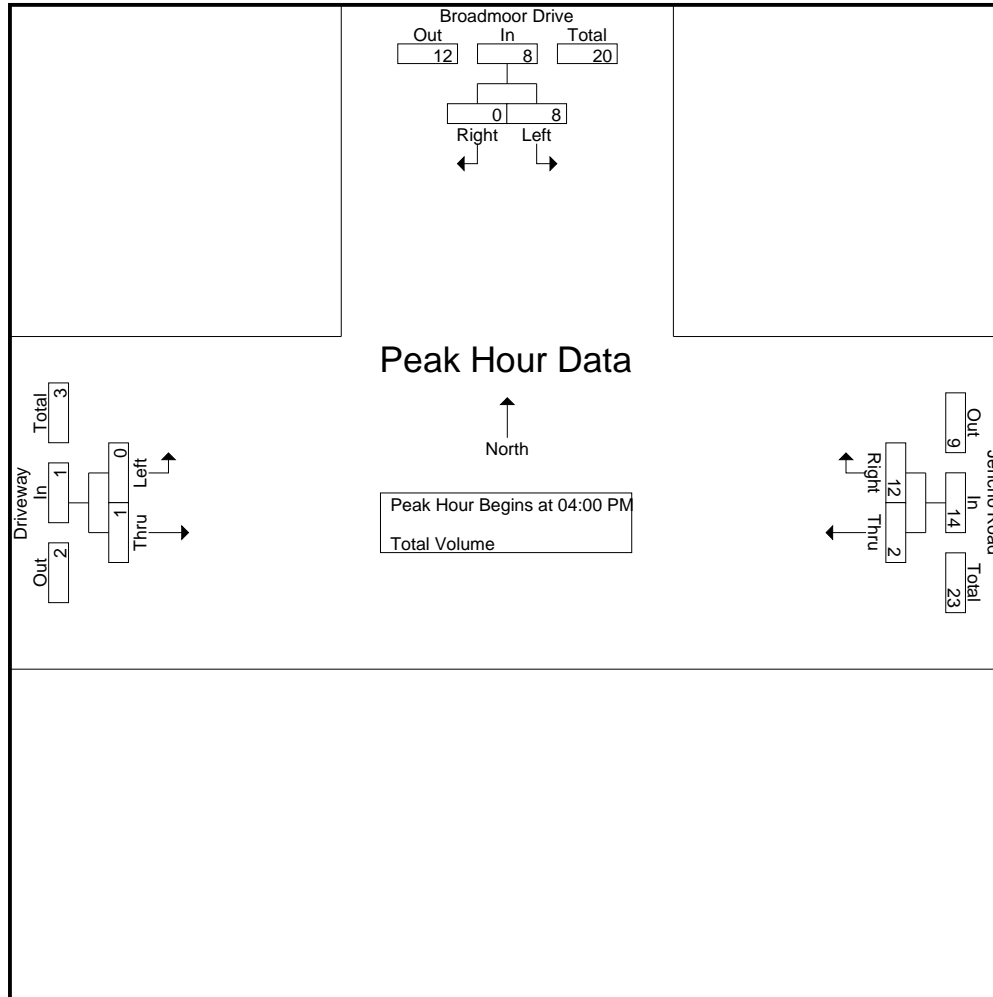 Broadmoor Drive
Out In Total
12 8 20
0 8
Right Left
Peak Hour Data
North
Peak Hour Begins at 04:00 PM
Total Volume
Driveway
Out In Total
2 1 3
1 0
Thru Left
Out In Total
9 14 23
12 2
Right Thru
Road